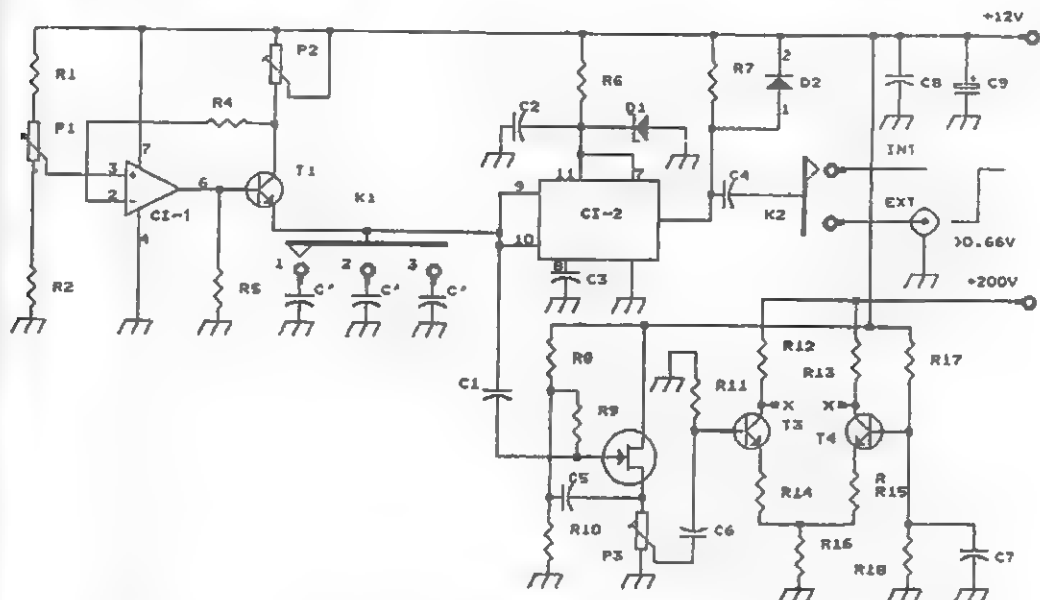 +12V
P2
R1
R6
R7
2
D2
C8
+
C9
P1
R4
C2
D1
1
7
3
+
2
-
CI-1
4
6
T1
K1
9
11
7
CI-2
10
8
C3
C4
K2
INT
EXT
>0.66V
R2
R5
1
2
3
C'
C'
C'
+200V
C1
R8
R9
R11
R12
R13
R17
X
X
T3
T4
C5
R10
P3
C6
R14
R
R15
R16
R18
C7